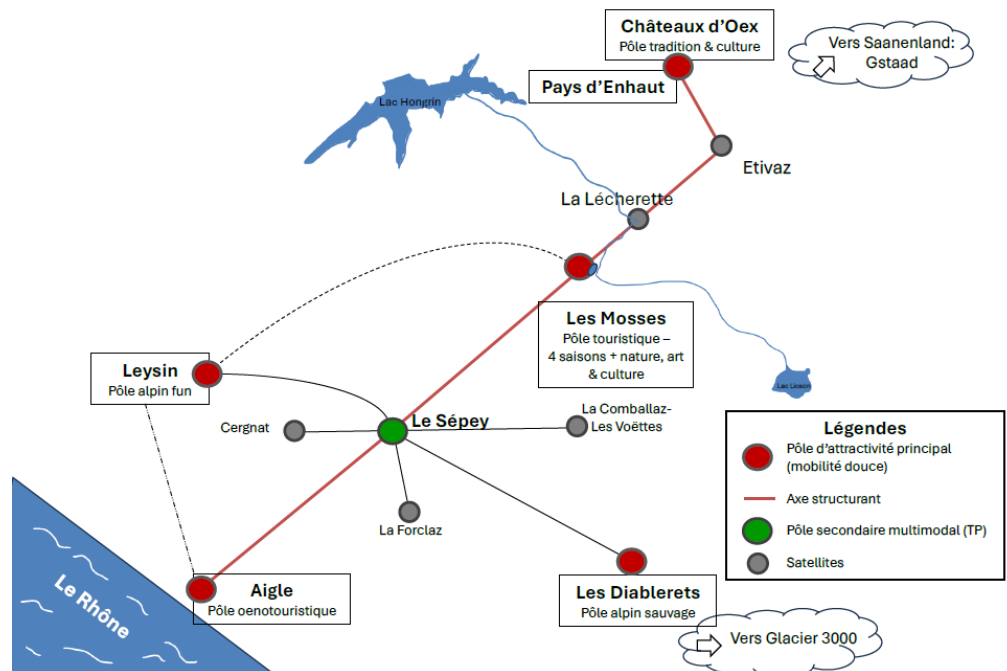 Châteaux d'Oex
Pôle tradition & culture
Pays d'Enhaut
Vers Saanenland:
Gstaad
Lac Hongrin
Etivaz
La Lécherette
Les Mosses
Pôle touristique –
4 saisons + nature, art
& culture
Lac Lioson
Leysin
Pôle alpin fun
Cergnat
Le Sépey
La Comballaz-
Les Voëttes
La Forclaz
Légendes
Pôle d'attractivité principal
(mobilité douce)
Axe structurant
Pôle secondaire multimodal (TP)
Satellites
Le Rhône
Aigle
Pôle oenotouristique
Les Diablerets
Pôle alpin sauvage
Vers Glacier 3000